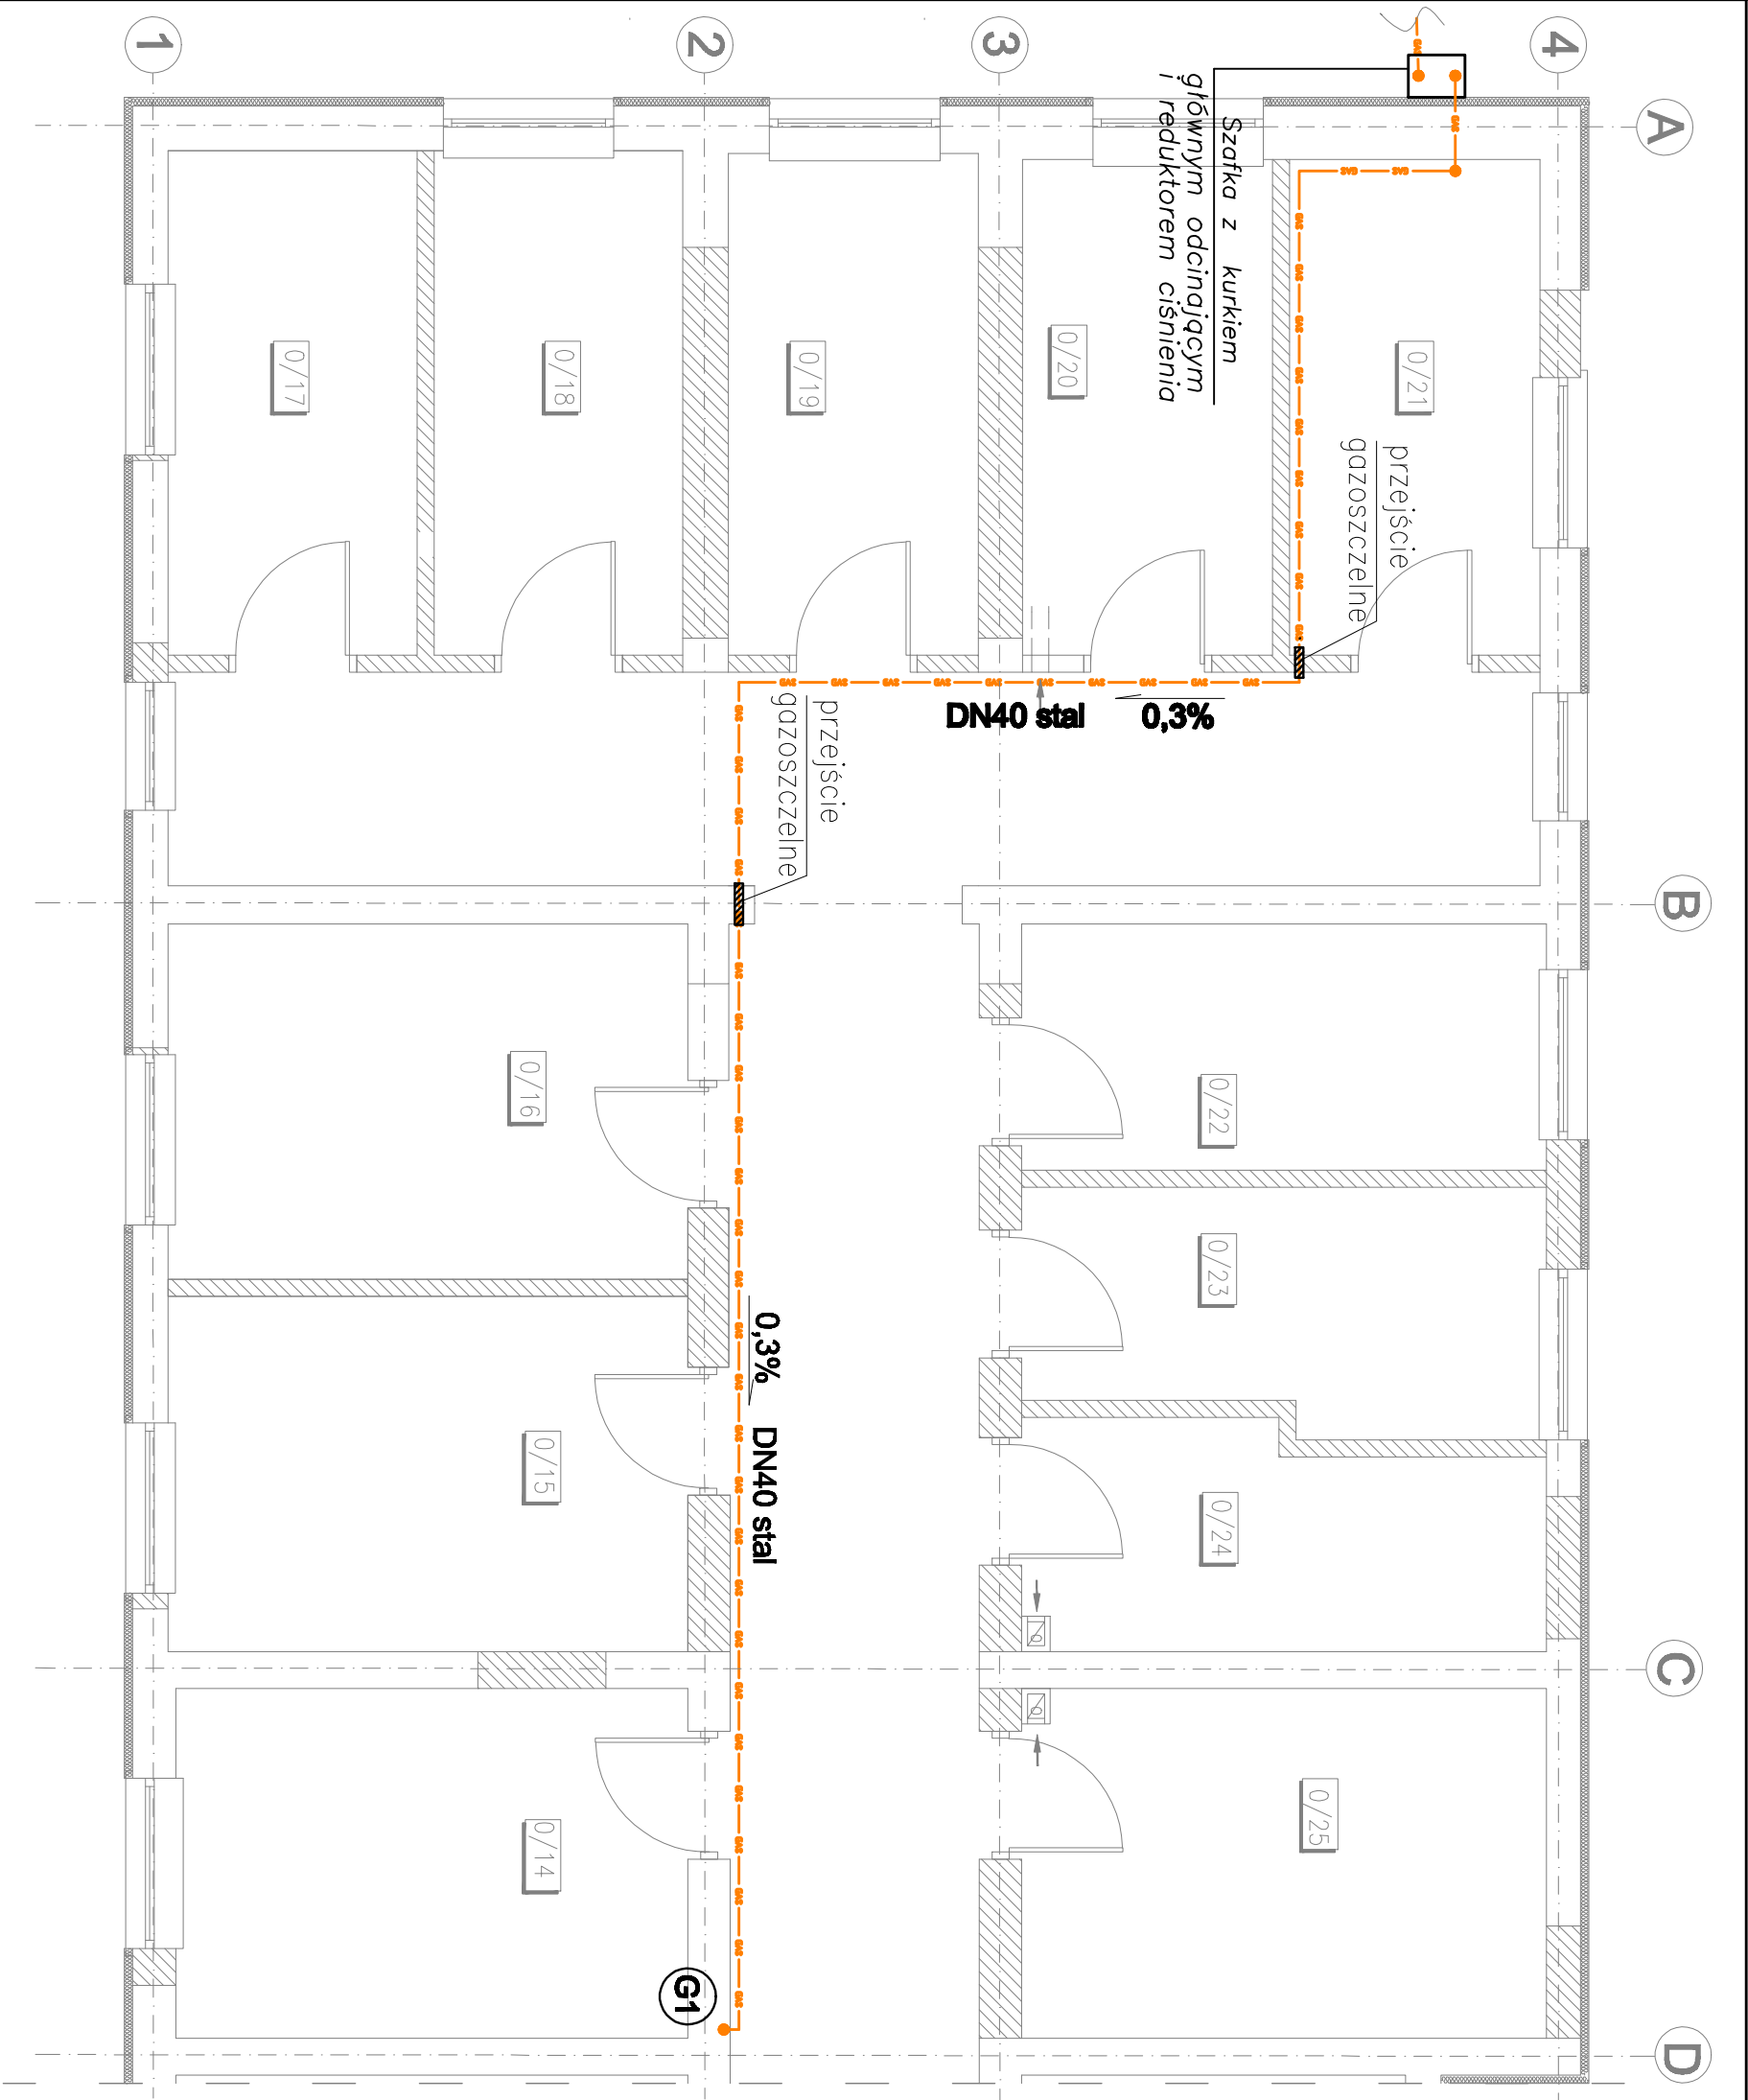 1
2
3
4
A
B
C
D
Szafka z kurkiem
głównym odcinającym
i reduktorem ciśnienia
przejście
gazoszczelne
przejście
gazoszczelne
DN40 stal
0,3%
0,3%
DN40 stal
0/17
0/18
0/19
0/20
0/21
0/16
0/22
0/23
0/15
0/24
0/14
0/25
G1
GAS